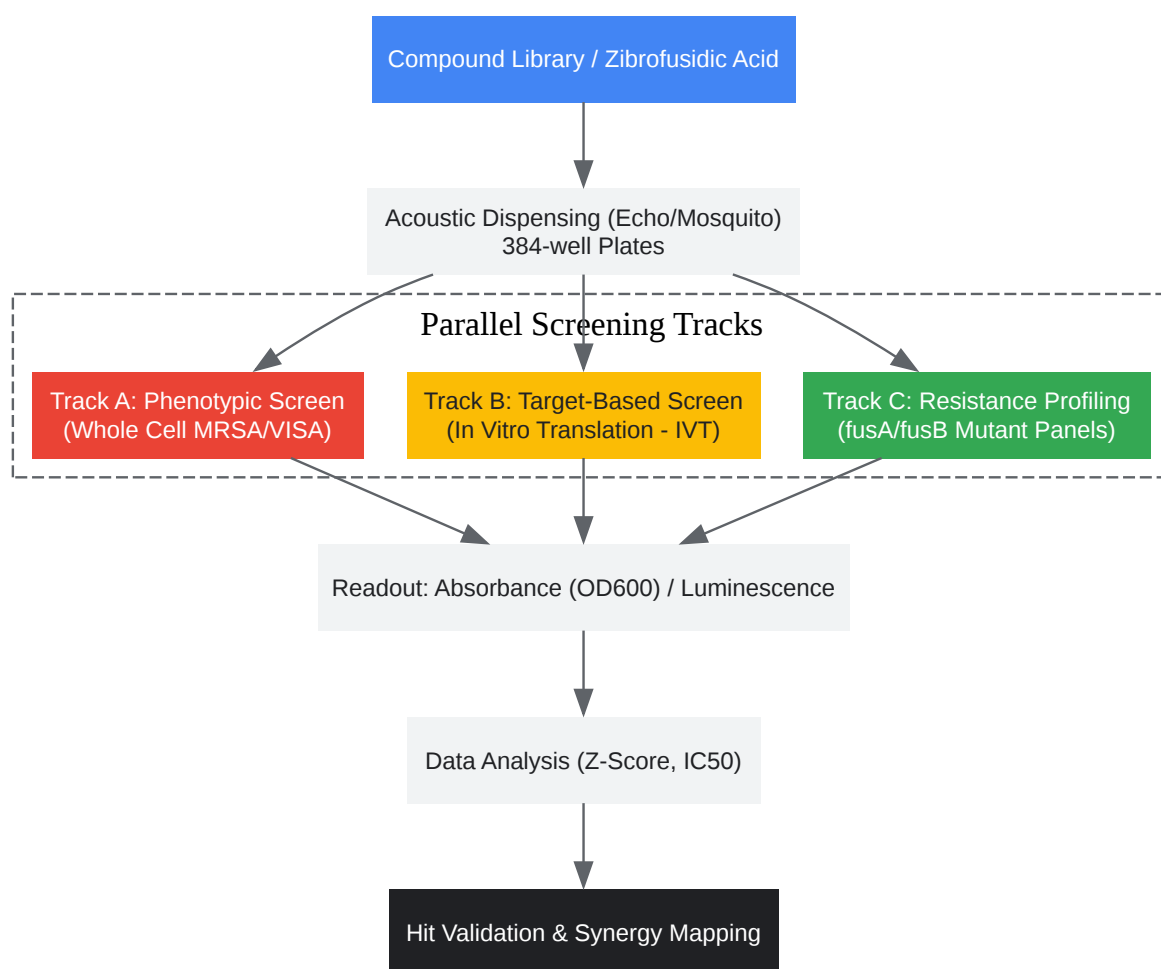 Compound Library / Zibrofusidic Acid
Acoustic Dispensing (Echo/Mosquito)
384-well Plates
Parallel Screening Tracks
Track A: Phenotypic Screen
(Whole Cell MRSA/VISA)
Track B: Target-Based Screen
(In Vitro Translation - IVT)
Track C: Resistance Profiling
(fusA/fusB Mutant Panels)
Readout: Absorbance (OD600) / Luminescence
Data Analysis (Z-Score, IC50)
Hit Validation & Synergy Mapping